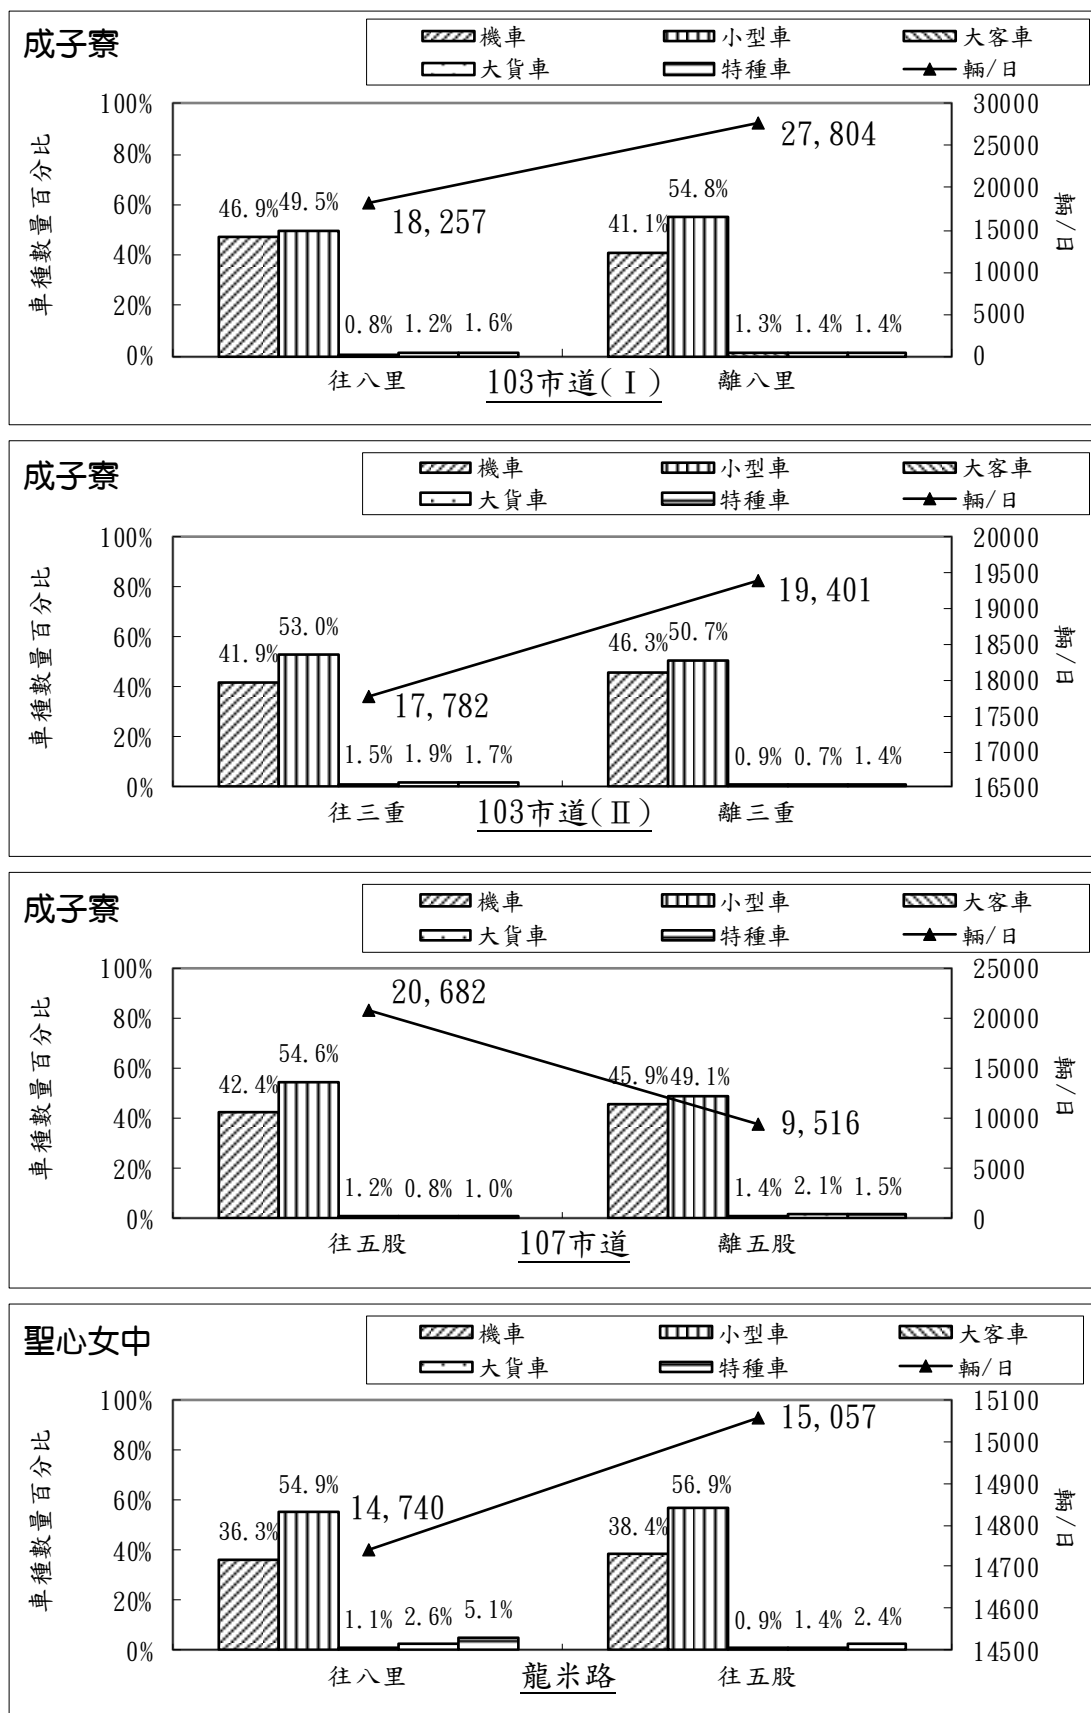 成子寮
機車 小型車 大客車
大貨車 特種車 輛/日
100% 30000
80% 25000
60% 20000
40% 15000
20% 10000
0% 5000
0
車種數量百分比
輛/日
46.9% 49.5% 0.8% 1.2% 1.6%
18,257
41.1% 54.8% 1.3% 1.4% 1.4%
27,804
往八里 103市道(Ⅰ) 離八里
成子寮
機車 小型車 大客車
大貨車 特種車 輛/日
100% 20000
80% 19500
60% 19000
40% 18500
20% 18000
0% 17500
17000
16500
車種數量百分比
輛/日
41.9% 53.0% 1.5% 1.9% 1.7%
17,782
46.3% 50.7% 0.9% 0.7% 1.4%
19,401
往三重 103市道(Ⅱ) 離三重
成子寮
機車 小型車 大客車
大貨車 特種車 輛/日
100% 25000
80% 20000
60% 15000
40% 10000
20% 5000
0% 0
車種數量百分比
輛/日
42.4% 54.6% 1.2% 0.8% 1.0%
20,682
45.9% 49.1% 1.4% 2.1% 1.5%
9,516
往五股 107市道 離五股
聖心女中
機車 小型車 大客車
大貨車 特種車 輛/日
100% 15100
80% 15000
60% 14900
40% 14800
20% 14700
0% 14600
14500
車種數量百分比
輛/日
36.3% 54.9% 1.1% 2.6% 5.1%
14,740
38.4% 56.9% 0.9% 1.4% 2.4%
15,057
往八里 龍米路 往五股